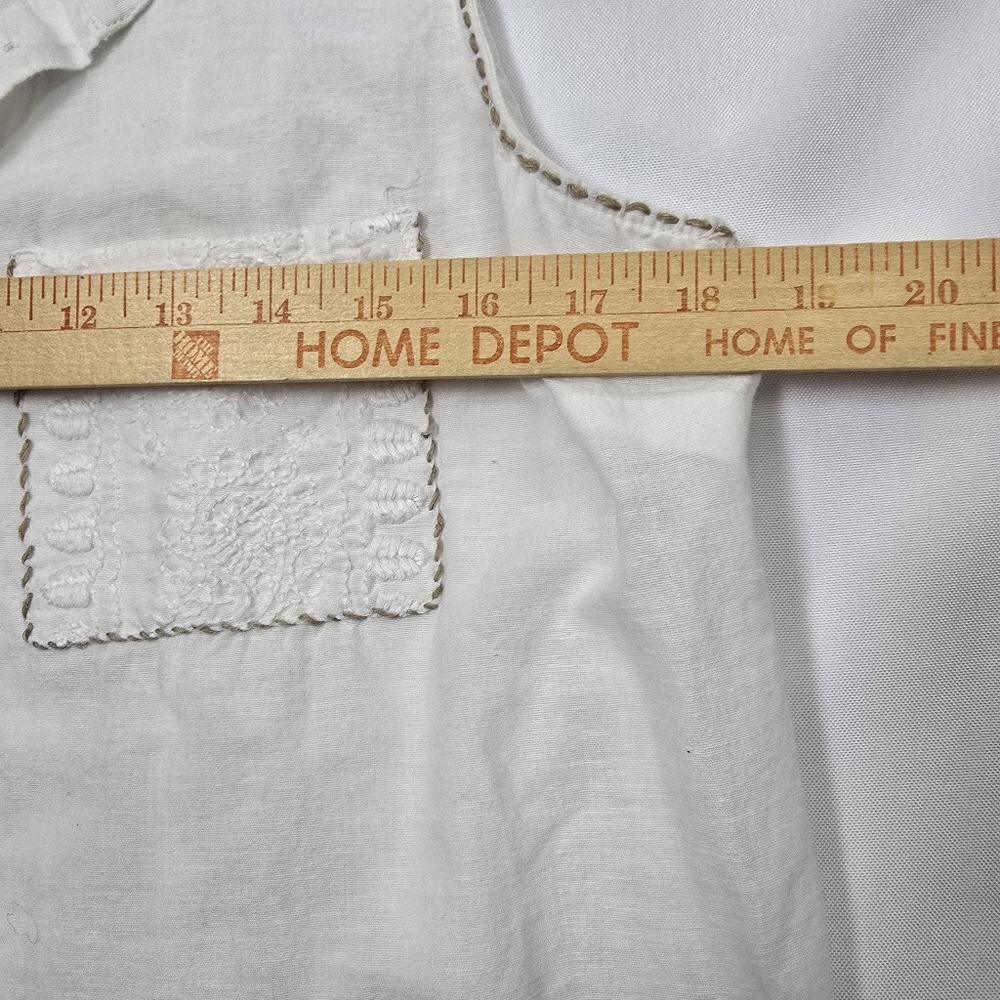 12 13 14 15 16 17 18 19 20
HOME DEPOT HOME OF FINE